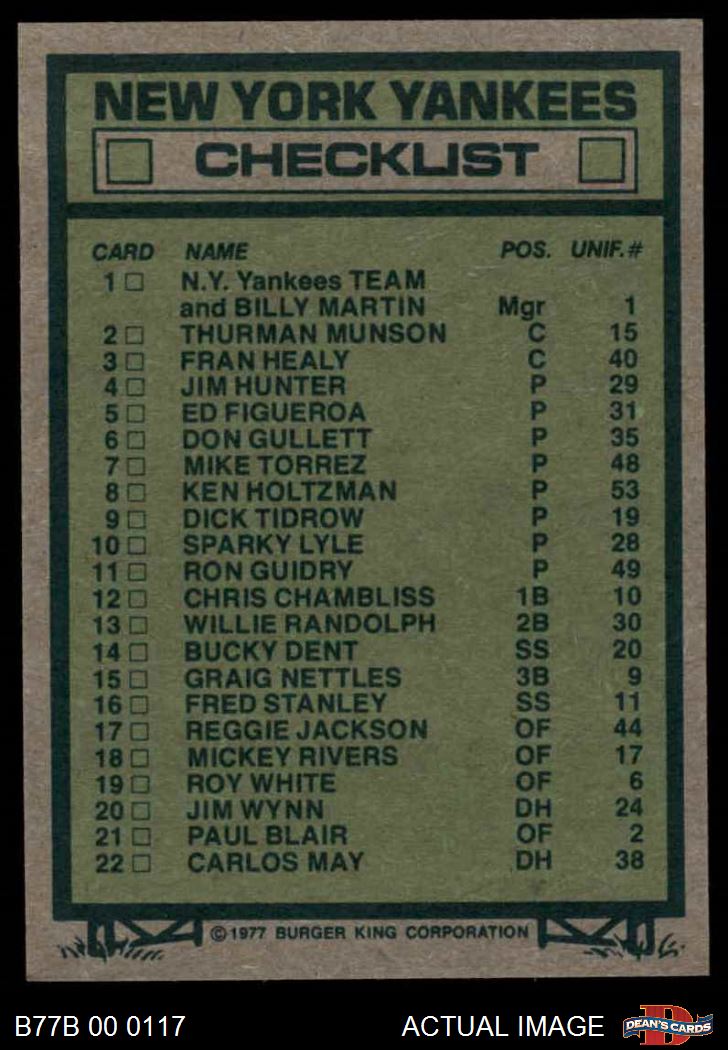 NEW YORK YANKEES
CHECKLIST
CARD NAME POS. UNIF.#
1 N.Y. Yankees TEAM
and BILLY MARTIN Mgr 1
2 THURMAN MUNSON C 15
3 FRAN HEALY C 40
4 JIM HUNTER P 29
5 ED FIGUEROA P 31
6 DON GULLETT P 35
7 MIKE TORREZ P 48
8 KEN HOLTZMAN P 53
9 DICK TIDROW P 19
10 SPARKY LYLE P 28
11 RON GUIDRY P 49
12 CHRIS CHAMBLISS 1B 10
13 WILLIE RANDOLPH 2B 30
14 BUCKY DENT SS 20
15 GRAIG NETTLES 3B 9
16 FRED STANLEY SS 11
17 REGGIE JACKSON OF 44
18 MICKEY RIVERS OF 17
19 ROY WHITE OF 6
20 JIM WYNN DH 24
21 PAUL BLAIR OF 2
22 CARLOS MAY DH 38
©1977 BURGER KING CORPORATION
B77B 00 0117 ACTUAL IMAGE D DEAN'S CARDS